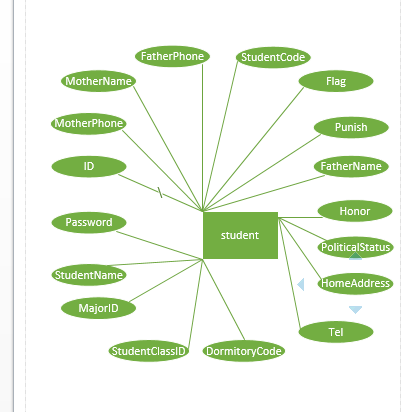 FatherPhone
StudentCode
MotherName
Flag
MotherPhone
Punish
ID
FatherName
Honor
Password
student
PoliticalStatus
StudentName
HomeAddress
MajorID
Tel
StudentClassID
DormitoryCode